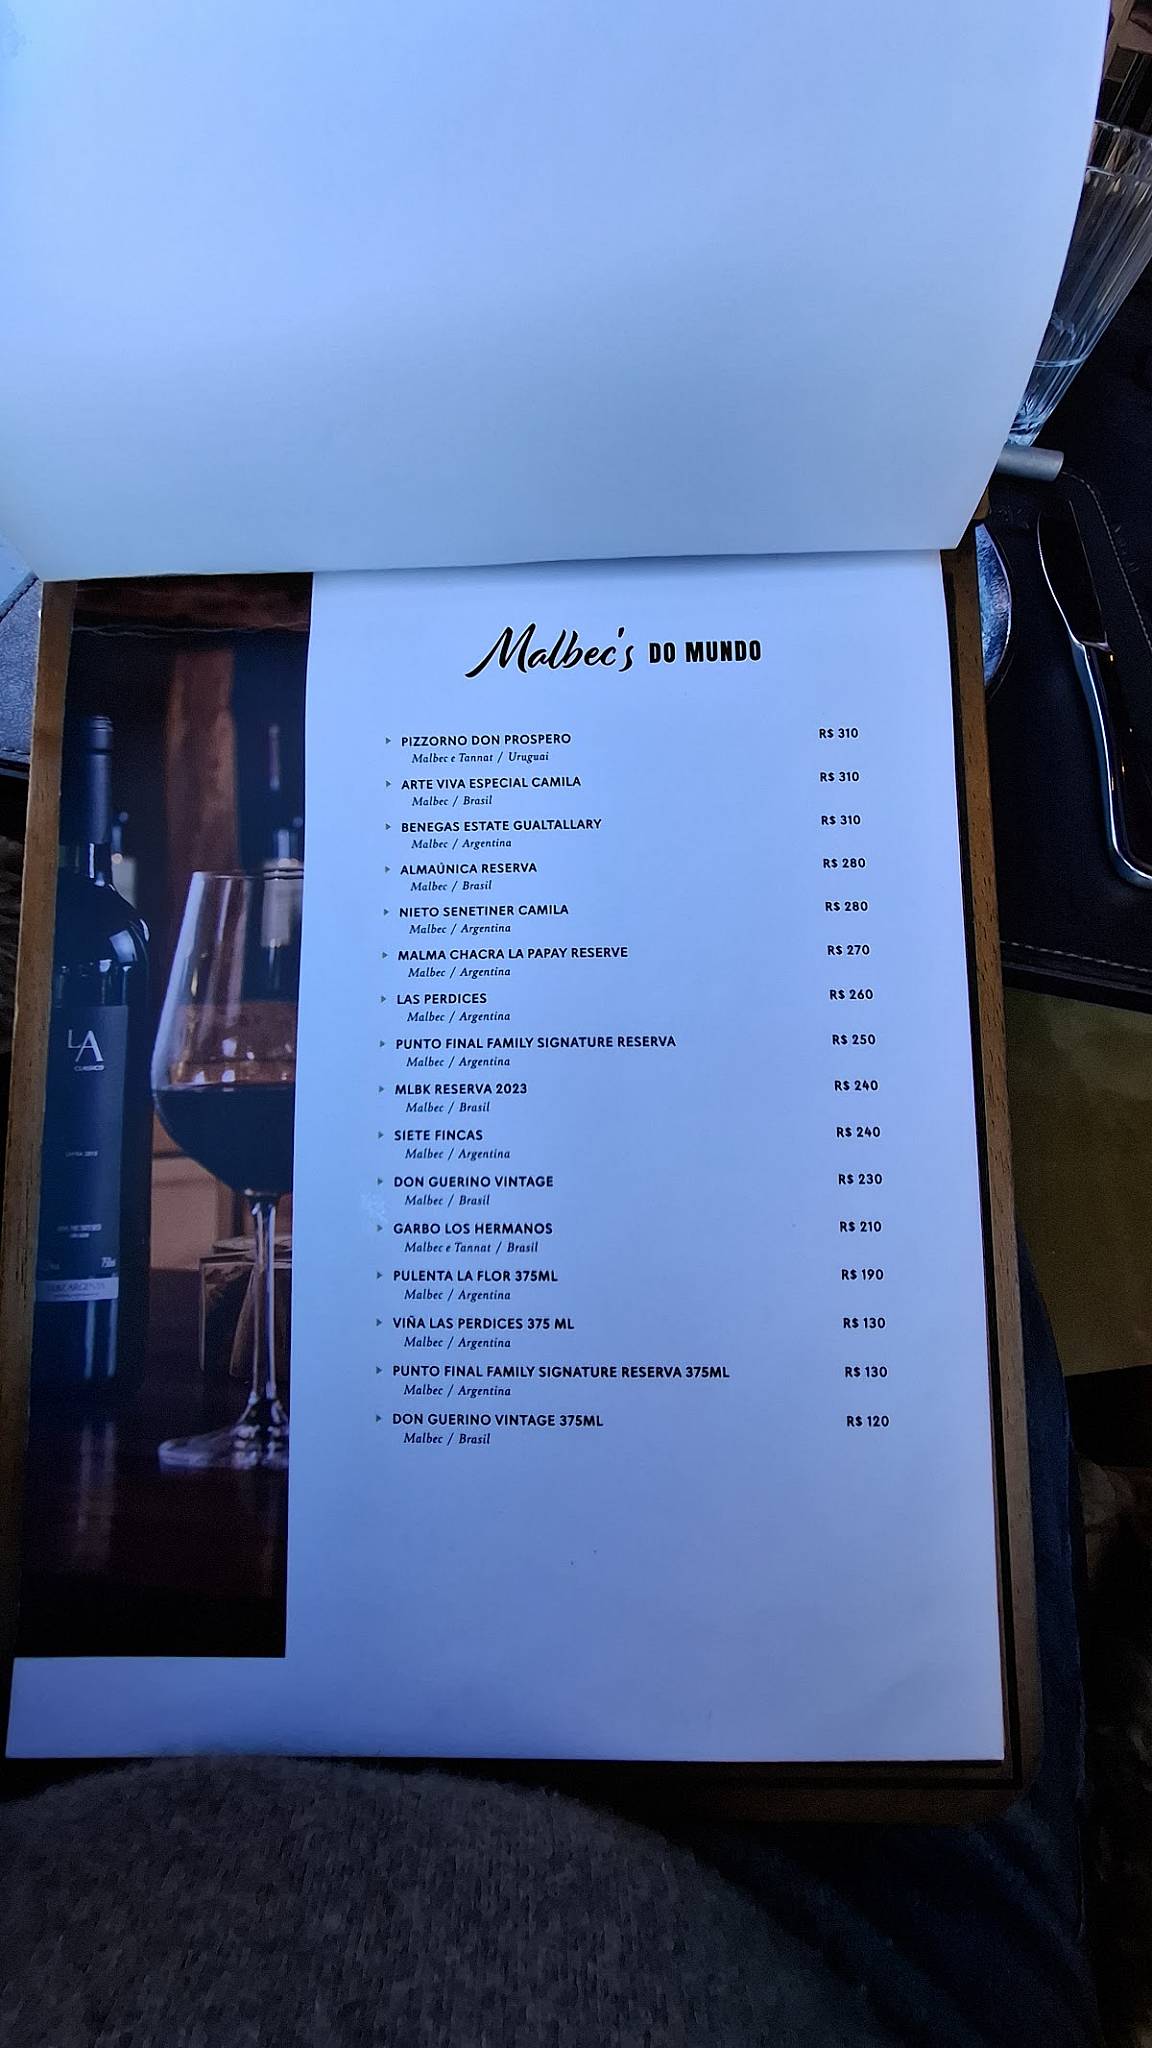 Malbec's DO MUNDO
PIZZORNO DON PROSPERO R$ 310
Malbec e Tannat / Uruguai
ARTE VIVA ESPECIAL CAMILA R$ 310
Malbec / Brasil
BENEGAS ESTATE GUALTALLARY R$ 310
Malbec / Argentina
ALMAÚNICA RESERVA R$ 280
Malbec / Brasil
NIETO SENETINER CAMILA R$ 280
Malbec / Argentina
MALMA CHACRA LA PAPAY RESERVE R$ 270
Malbec / Argentina
LAS PERDICES R$ 260
Malbec / Argentina
PUNTO FINAL FAMILY SIGNATURE RESERVA R$ 250
Malbec / Argentina
MLBK RESERVA 2023 R$ 240
Malbec / Brasil
SIETE FINCAS R$ 240
Malbec / Argentina
DON GUERINO VINTAGE R$ 230
Malbec / Brasil
GARBO LOS HERMANOS R$ 210
Malbec e Tannat / Brasil
PULENTA LA FLOR 375ML R$ 190
Malbec / Argentina
VIÑA LAS PERDICES 375 ML R$ 130
Malbec / Argentina
PUNTO FINAL FAMILY SIGNATURE RESERVA 375ML R$ 130
Malbec / Argentina
DON GUERINO VINTAGE 375ML R$ 120
Malbec / Brasil
LA
CLASSICO